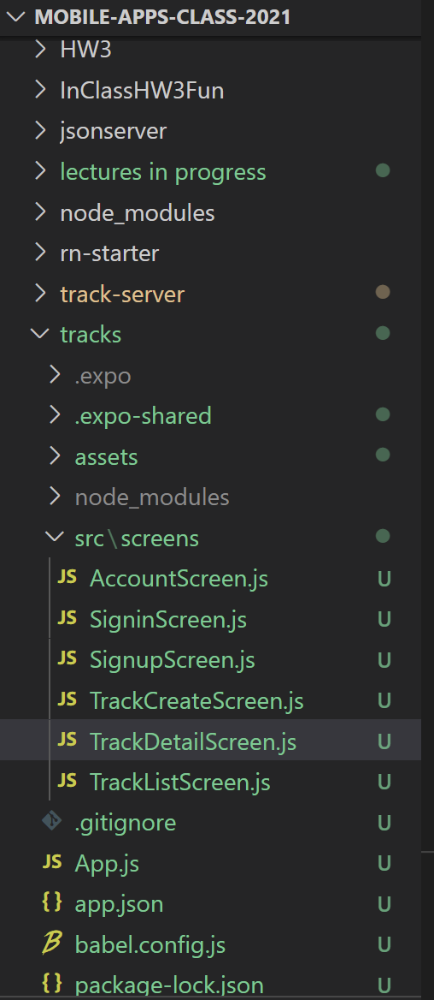 MOBILE-APPS-CLASS-2021
HW3
InClassHW3Fun
jsonserver
lectures in progress
node_modules
rn-starter
track-server
tracks
.expo
.expo-shared
assets
node_modules
src\screens
JS AccountScreen.js U
JS SigninScreen.js U
JS SignupScreen.js U
JS TrackCreateScreen.js U
JS TrackDetailScreen.js U
JS TrackListScreen.js U
.gitignore U
JS App.js U
{} app.json U
B babel.config.js U
{} package-lock.json U